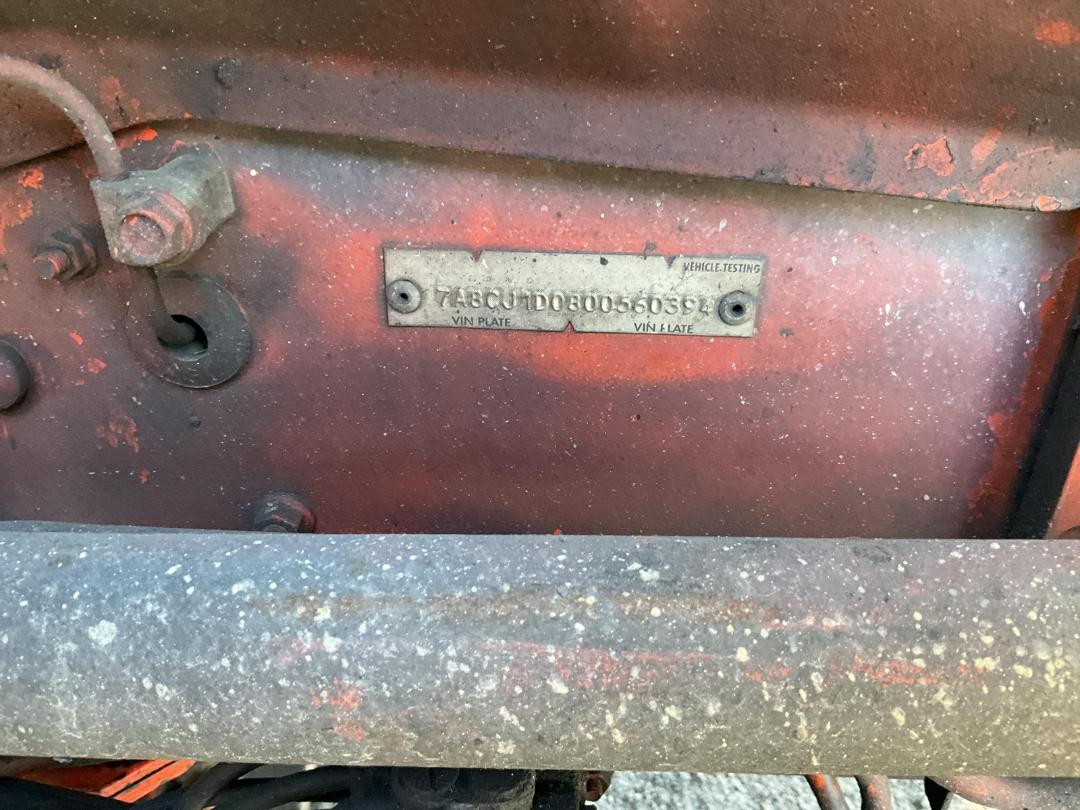 VEHICLE TESTING
7A8CJ1D0800560394
VIN PLATE VIN PLATE